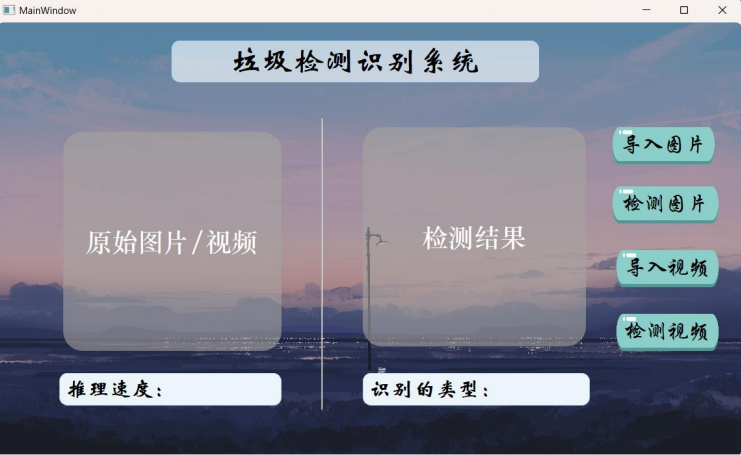 MainWindow
垃圾检测识别系统
原始图片/视频
检测结果
导入图片
检测图片
导入视频
检测视频
推理速度：
识别的类型：